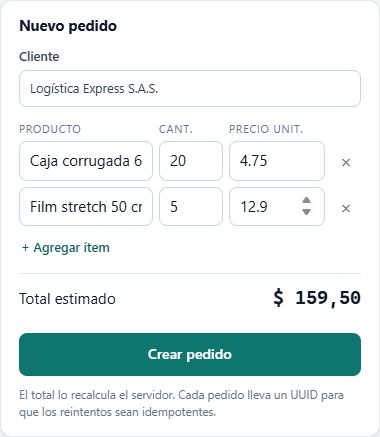 Nuevo pedido
Cliente
Logística Express S.A.S.
PRODUCTO CANT. PRECIO UNIT.
Caja corrugada 6 20 4.75 ×
Film stretch 50 cr 5 12.9 ×
+ Agregar ítem
Total estimado $ 159,50
Crear pedido
El total lo recalcula el servidor. Cada pedido lleva un UUID para
que los reintentos sean idempotentes.